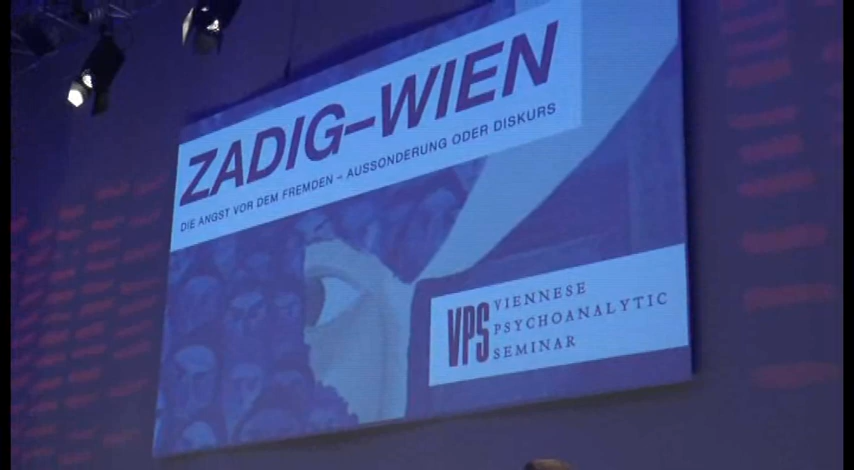 ZADIG–WIEN
DIE ANGST VOR DEM FREMDEN – AUSSONDERUNG ODER DISKURS
VPS
VIENNESE
PSYCHOANALYTIC
SEMINAR